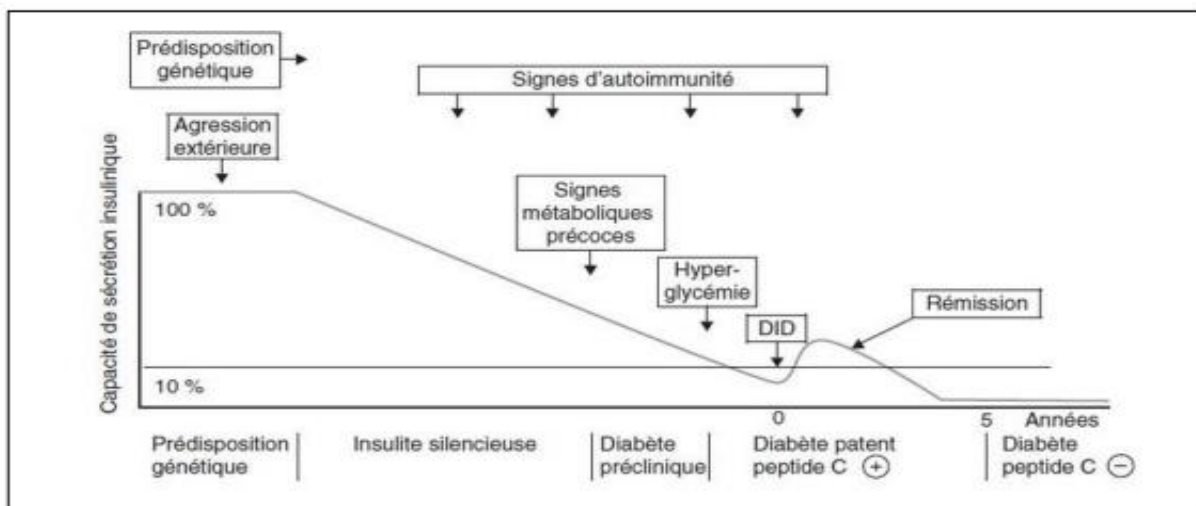 Prédisposition
génétique
Signes d'autoimmunité
Agression
extérieure
Capacité de sécrétion insulinique
100 %
Signes
métaboliques
précoces
Hyper-
glycémie
DID
Rémission
10 %
0
5
Années
Prédisposition
génétique
Insulite silencieuse
Diabète
préclinique
Diabète patent
peptide C +
Diabète
peptide C −